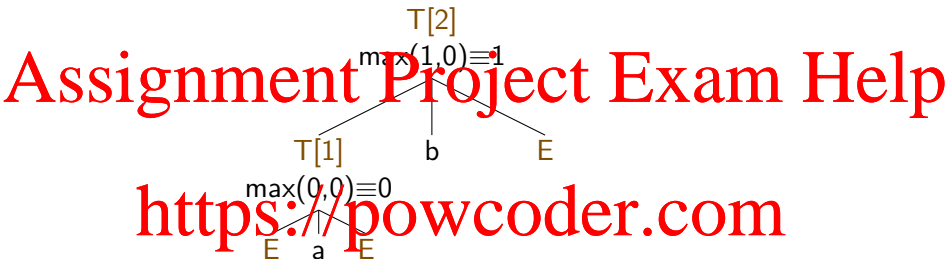 T[2]
max(1,0)≡1
Assignment Project Exam Help
T[1] b E
max(0,0)≡0
https://powcoder.com
E a E